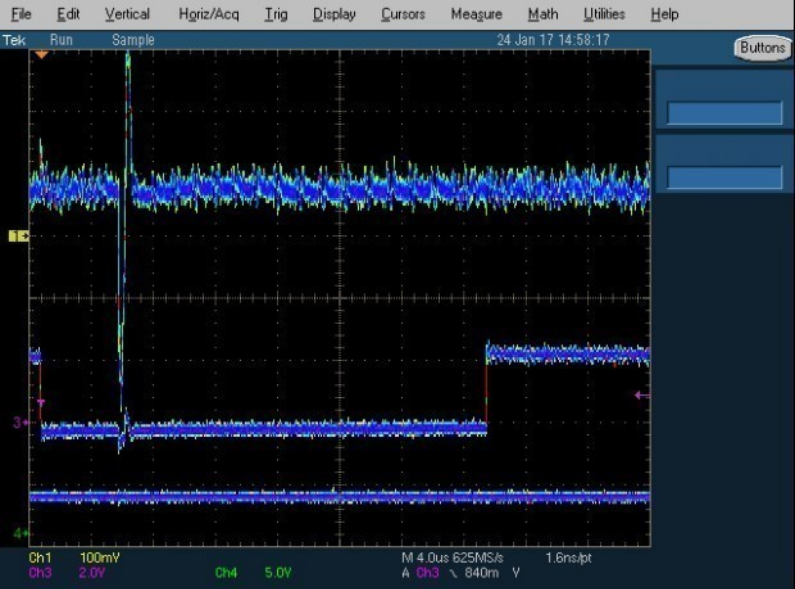 File Edit Vertical Horiz/Acq Trig Display Cursors Measure Math Utilities Help
Tek Run Sample 24 Jan 17 14:58:17 Buttons
1
T
3
4
Ch1 100mV M 4.0us 625MS/s 1.6ns/pt
Ch3 2.0V Ch4 5.0V A Ch3 \ 840m V